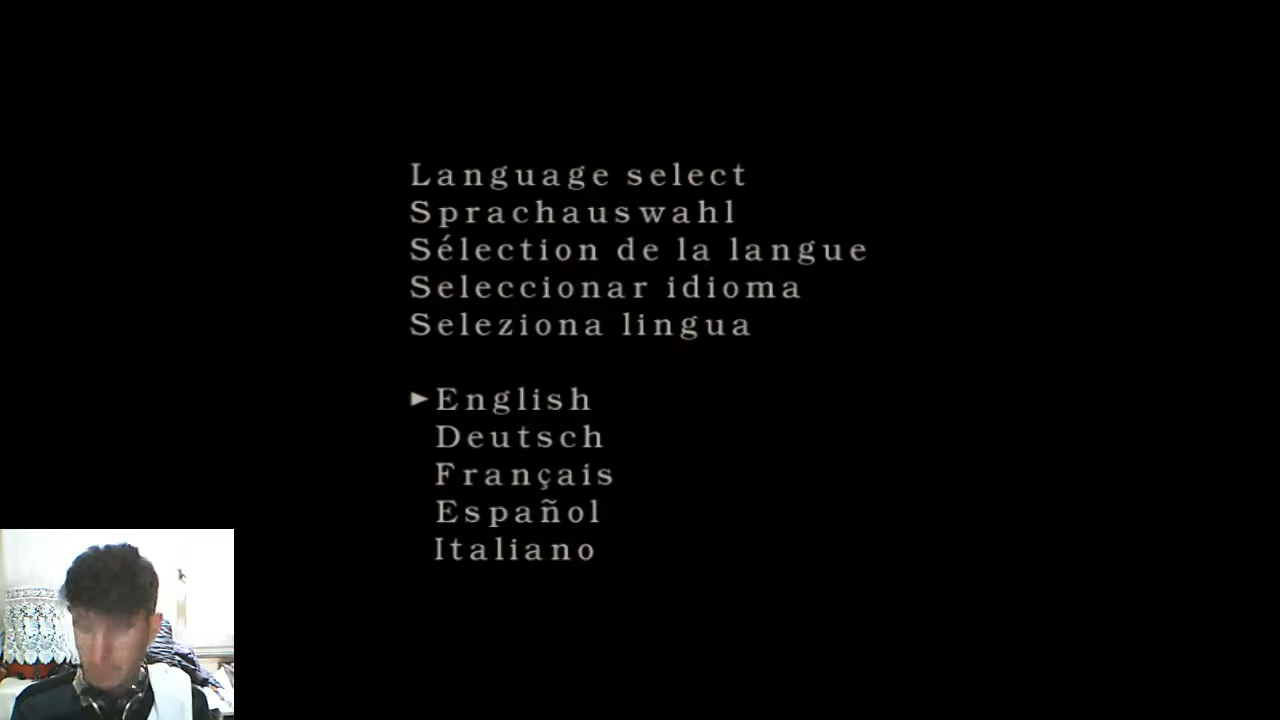 Language select
Sprachauswahl
Sélection de la langue
Seleccionar idioma
Seleziona lingua
English
Deutsch
Français
Español
Italiano